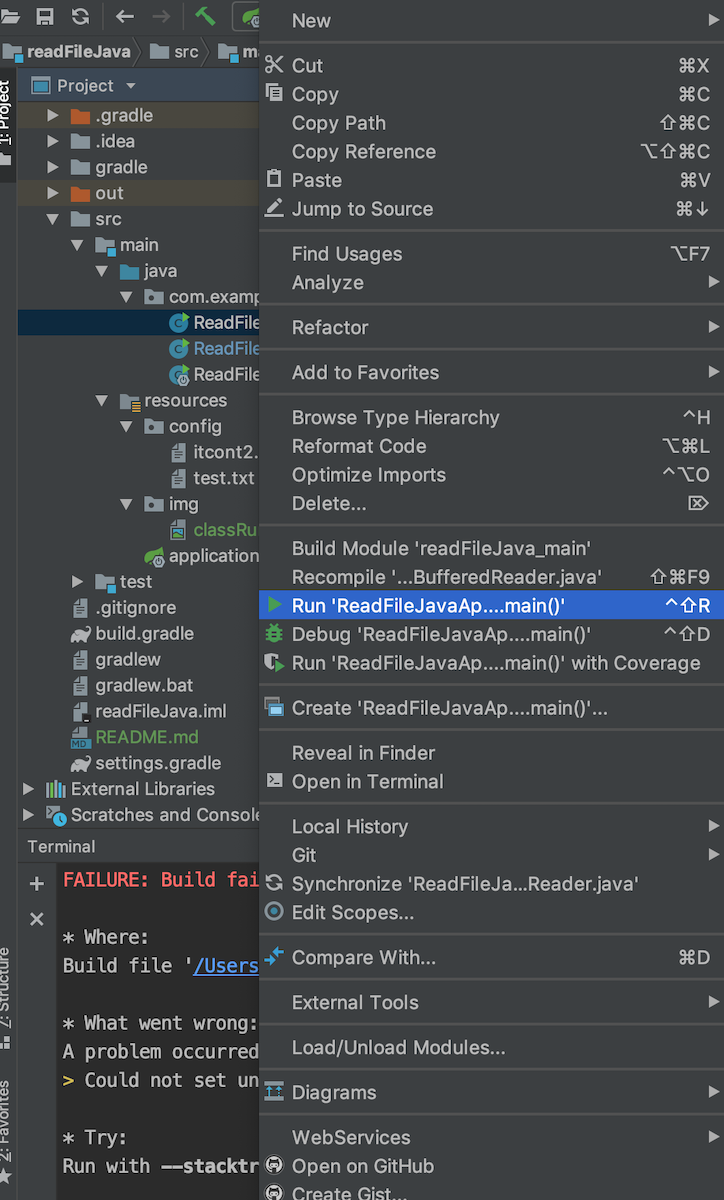 readFileJava
src
1: Project
Project
.gradle
.idea
gradle
out
src
main
java
com.examp
ReadFile
ReadFile
ReadFile
resources
config
itcont2.
test.txt
img
classRu
application
test
.gitignore
build.gradle
gradlew
gradlew.bat
readFileJava.iml
README.md
settings.gradle
External Libraries
Scratches and Console
Terminal
FAILURE: Build fai
* Where:
Build file '/Users
* What went wrong:
A problem occurred
> Could not set un
* Try:
Run with --stacktr
Z: Structure
2: Favorites
New
Cut ⌘X
Copy ⌘C
Copy Path ⇧⌘C
Copy Reference ⌥⇧⌘C
Paste ⌘V
Jump to Source ⌘↓
Find Usages ⌥F7
Analyze
Refactor
Add to Favorites
Browse Type Hierarchy ^H
Reformat Code ⌥⌘L
Optimize Imports ^⌥O
Delete... ⌦
Build Module 'readFileJava_main'
Recompile '...BufferedReader.java' ⇧⌘F9
Run 'ReadFileJavaAp....main()' ^⇧R
Debug 'ReadFileJavaAp....main()' ^⇧D
Run 'ReadFileJavaAp....main()' with Coverage
Create 'ReadFileJavaAp....main()'...
Reveal in Finder
Open in Terminal
Local History
Git
Synchronize 'ReadFileJa...Reader.java'
Edit Scopes...
Compare With... ⌘D
External Tools
Load/Unload Modules...
Diagrams
WebServices
Open on GitHub
Create Gist...